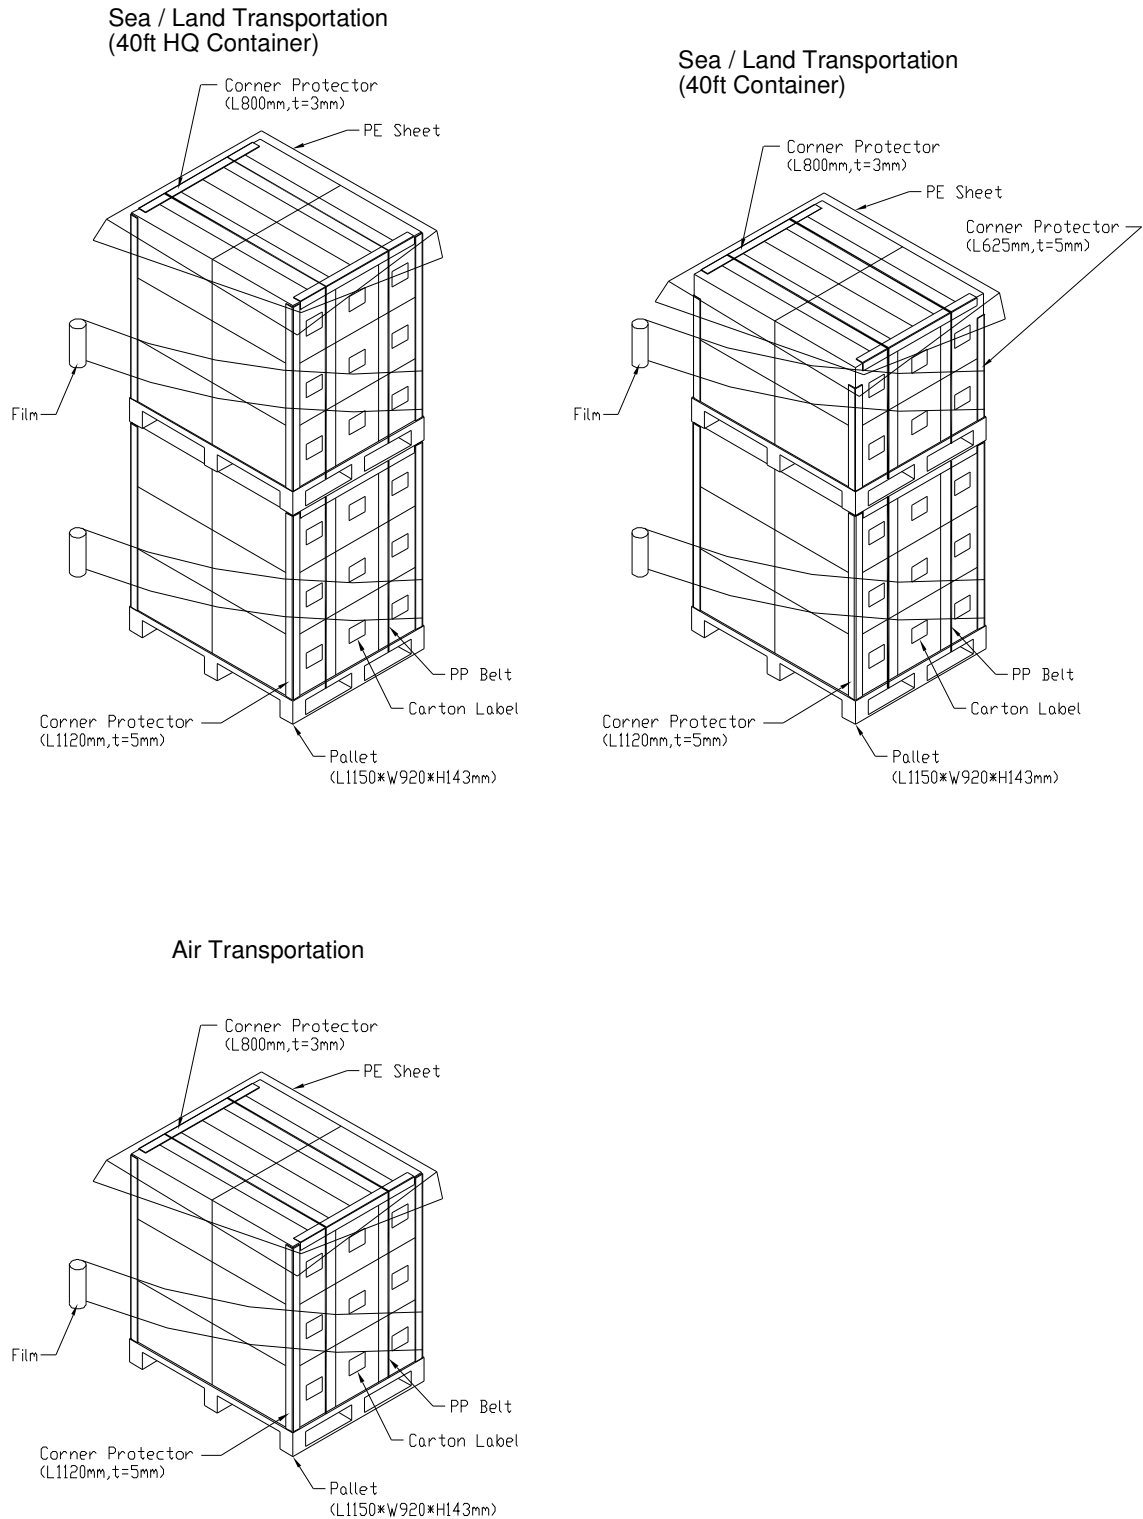 Sea / Land Transportation
(40ft HQ Container)
Corner Protector
(L800mm,t=3mm)
PE Sheet
Film
PP Belt
Carton Label
Corner Protector
(L1120mm,t=5mm)
Pallet
(L1150*W920*H143mm)
Sea / Land Transportation
(40ft Container)
Corner Protector
(L800mm,t=3mm)
PE Sheet
Corner Protector
(L625mm,t=5mm)
Film
PP Belt
Carton Label
Corner Protector
(L1120mm,t=5mm)
Pallet
(L1150*W920*H143mm)
Air Transportation
Corner Protector
(L800mm,t=3mm)
PE Sheet
Film
PP Belt
Carton Label
Corner Protector
(L1120mm,t=5mm)
Pallet
(L1150*W920*H143mm)